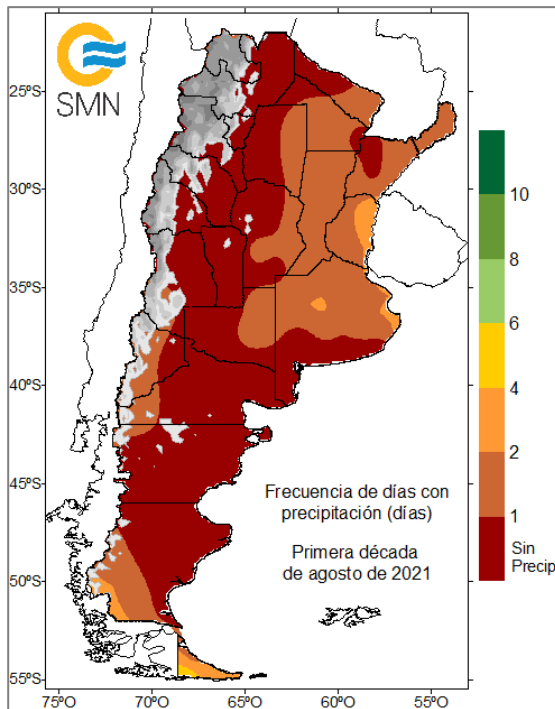 SMN
25ºS
30ºS
35ºS
40ºS
45ºS
50ºS
55ºS
75ºO
70ºO
65ºO
60ºO
55ºO
Frecuencia de días con
precipitación (días)
Primera década
de agosto de 2021
10
8
6
4
2
1
Sin
Precip